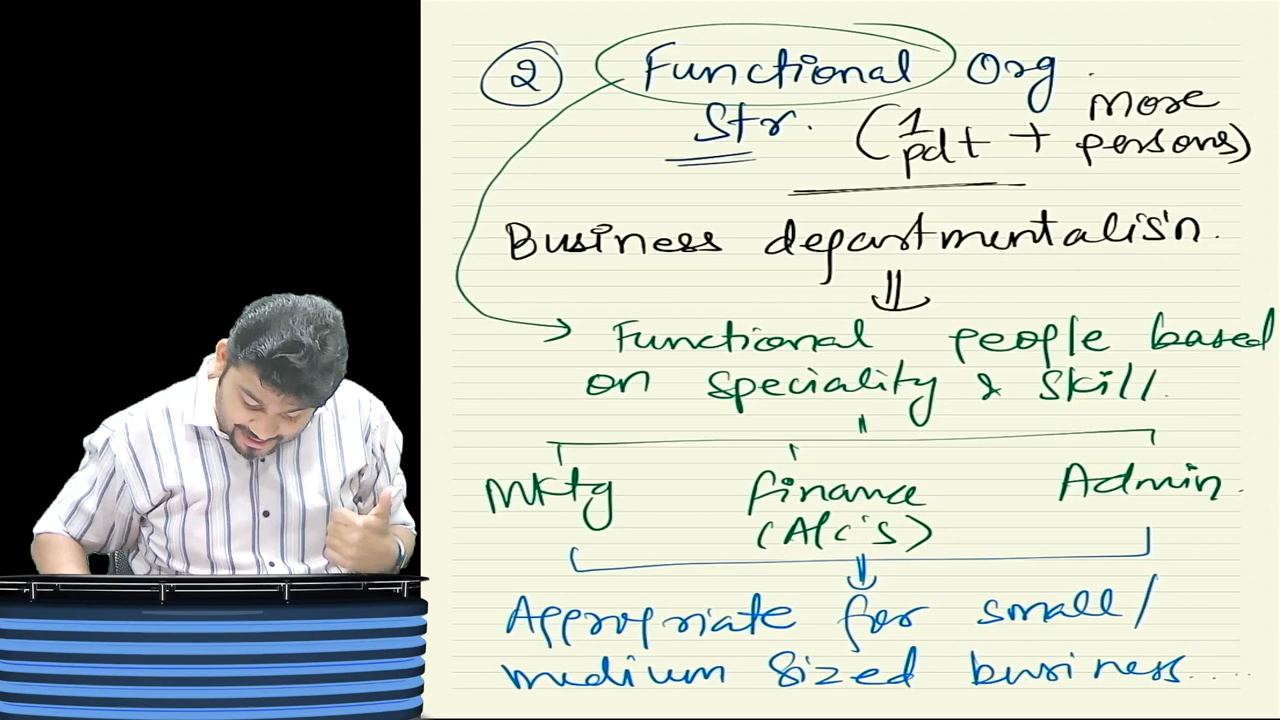 ② Functional Org.
Str. (1 pdt + more persons)
Business departmentalis'n.
Functional people based
on speciality & skill.
Mktg finance Admin.
(A/c's)
Appropriate for small/
medium sized business....